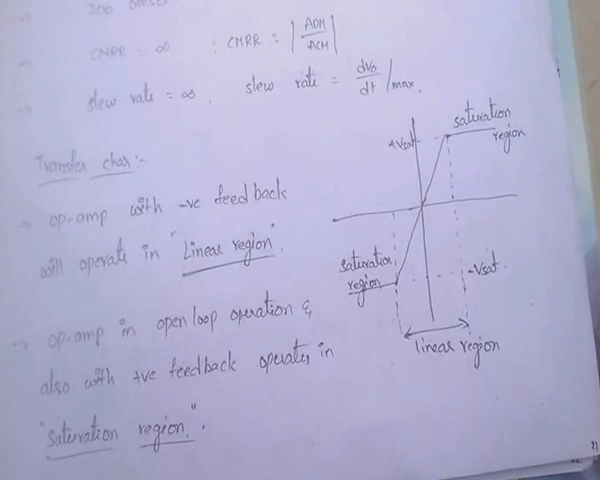 CMRR = ∞ : CMRR = |ADM/ACM|
slew rate = ∞, slew rate = dVo/dt /max.
Transfer char:-
→ op-amp with -ve feedback
will operate in "Linear region".
→ op-amp in open loop operation &
also with +ve feedback operates in
"saturation region.".
+Vsat
saturation
region
saturation
region
-Vsat
linear region